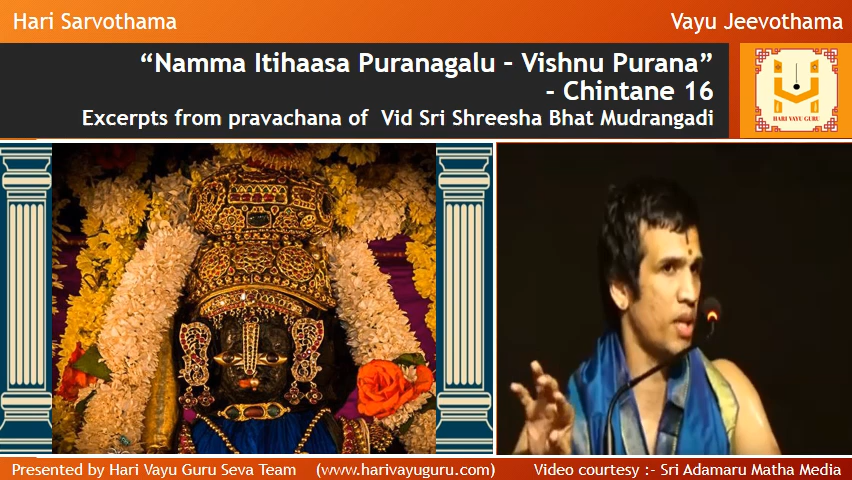 Hari Sarvothama
Vayu Jeevothama
“Namma Itihaasa Puranagalu – Vishnu Purana”
- Chintane 16
Excerpts from pravachana of Vid Sri Shreesha Bhat Mudrangadi
HARI VAYU GURU
Presented by Hari Vayu Guru Seva Team (www.harivayuguru.com)
Video courtesy :- Sri Adamaru Matha Media